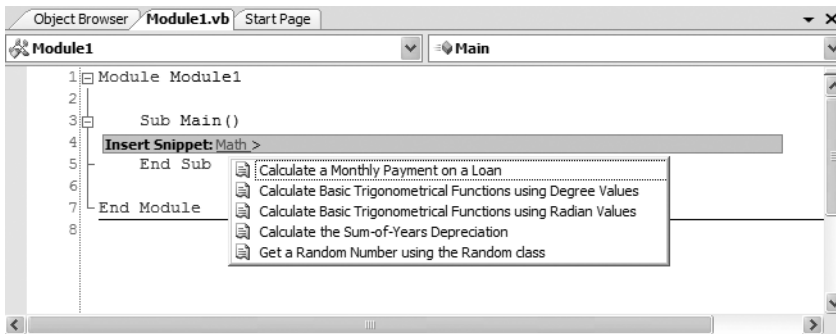 Object Browser Module1.vb Start Page
Module1 Main
1 Module Module1
2
3 Sub Main()
4 Insert Snippet: Math >
5 End Sub
Calculate a Monthly Payment on a Loan
Calculate Basic Trigonometrical Functions using Degree Values
6
Calculate Basic Trigonometrical Functions using Radian Values
7 End Module
Calculate the Sum-of-Years Depreciation
8
Get a Random Number using the Random class